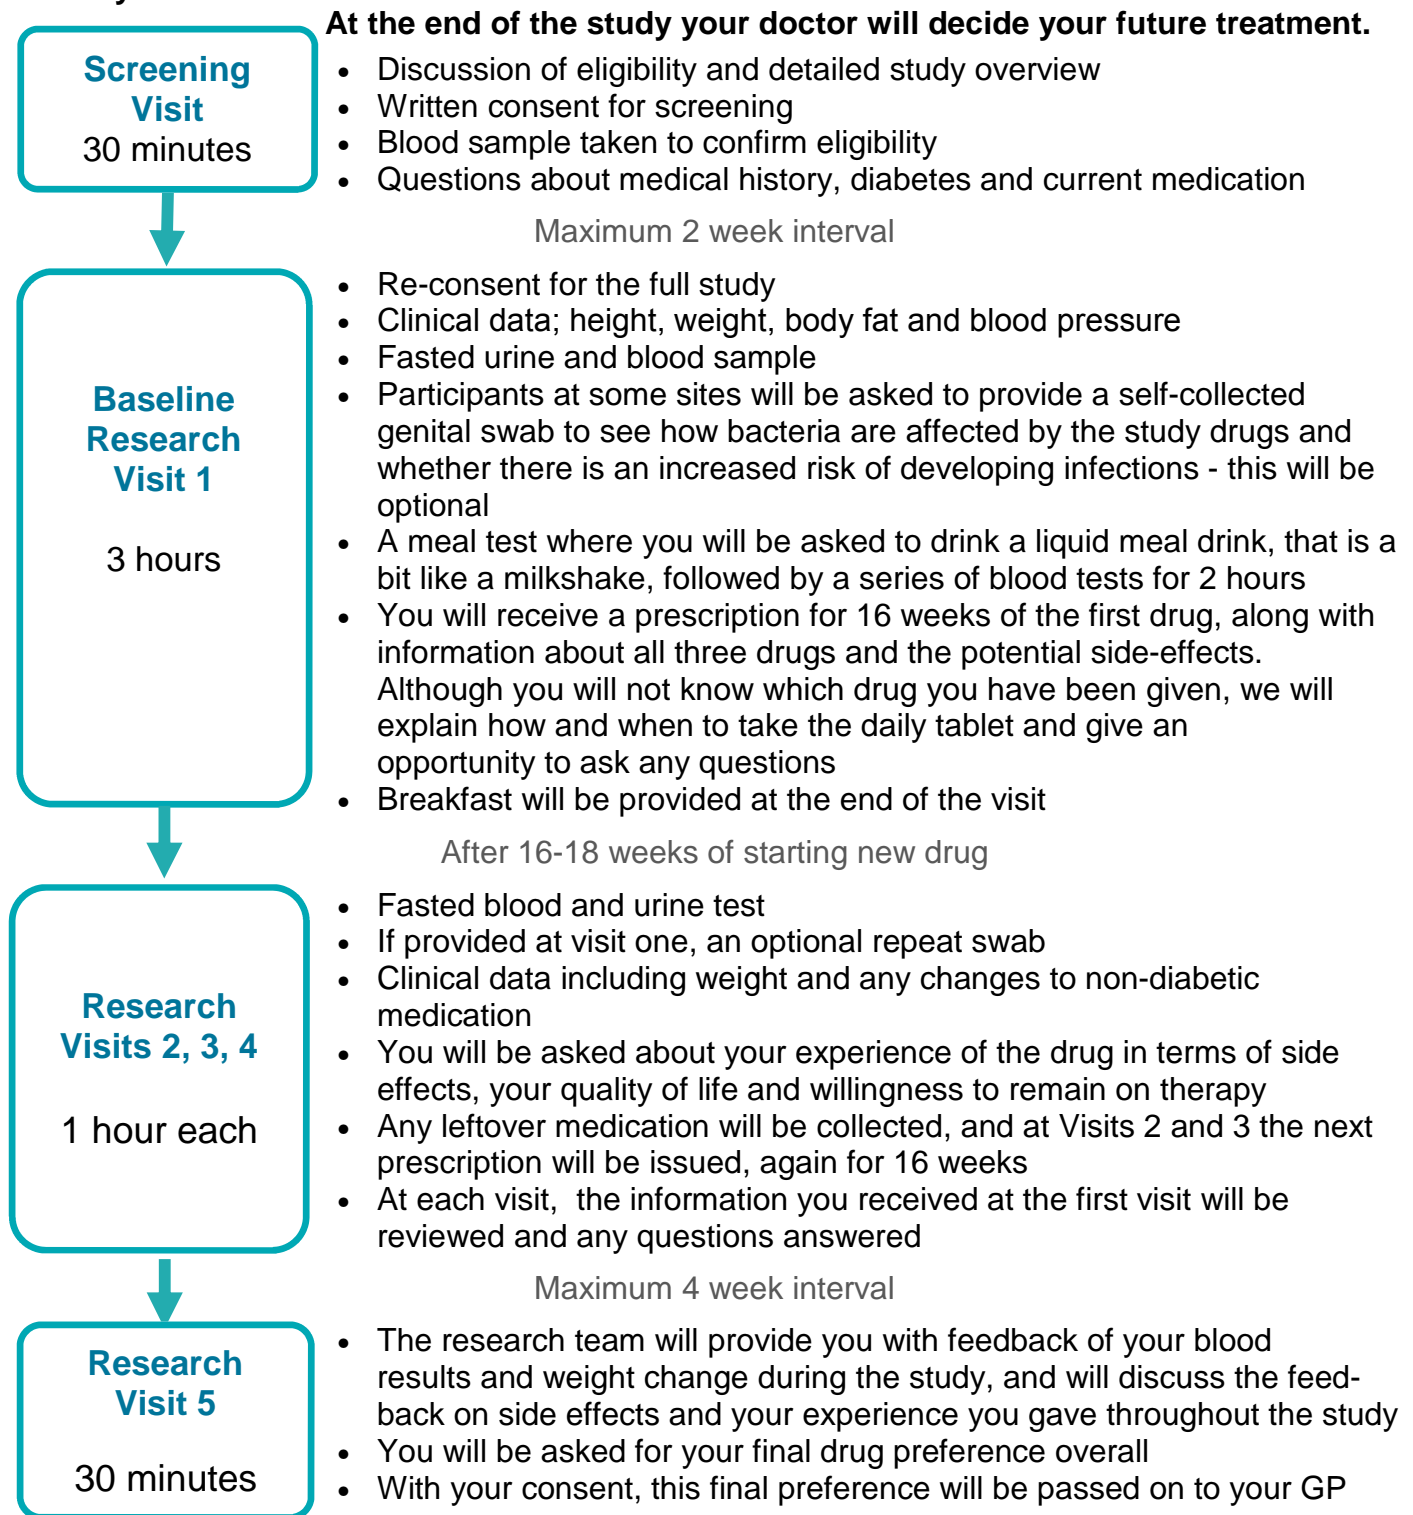 At the end of the study your doctor will decide your future treatment.
Screening
Visit
30 minutes
• Discussion of eligibility and detailed study overview
• Written consent for screening
• Blood sample taken to confirm eligibility
• Questions about medical history, diabetes and current medication
Maximum 2 week interval
Baseline
Research
Visit 1
3 hours
• Re-consent for the full study
• Clinical data; height, weight, body fat and blood pressure
• Fasted urine and blood sample
• Participants at some sites will be asked to provide a self-collected
genital swab to see how bacteria are affected by the study drugs and
whether there is an increased risk of developing infections - this will be
optional
• A meal test where you will be asked to drink a liquid meal drink, that is a
bit like a milkshake, followed by a series of blood tests for 2 hours
• You will receive a prescription for 16 weeks of the first drug, along with
information about all three drugs and the potential side-effects.
Although you will not know which drug you have been given, we will
explain how and when to take the daily tablet and give an
opportunity to ask any questions
• Breakfast will be provided at the end of the visit
After 16-18 weeks of starting new drug
Research
Visits 2, 3, 4
1 hour each
• Fasted blood and urine test
• If provided at visit one, an optional repeat swab
• Clinical data including weight and any changes to non-diabetic
medication
• You will be asked about your experience of the drug in terms of side
effects, your quality of life and willingness to remain on therapy
• Any leftover medication will be collected, and at Visits 2 and 3 the next
prescription will be issued, again for 16 weeks
• At each visit, the information you received at the first visit will be
reviewed and any questions answered
Maximum 4 week interval
Research
Visit 5
30 minutes
• The research team will provide you with feedback of your blood
results and weight change during the study, and will discuss the feed-
back on side effects and your experience you gave throughout the study
• You will be asked for your final drug preference overall
• With your consent, this final preference will be passed on to your GP